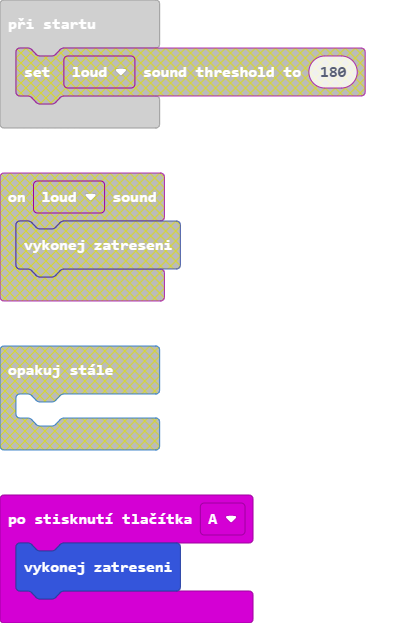 při startu
set loud sound threshold to 180
on loud sound
vykonej zatreseni
opakuj stále
po stisknutí tlačítka A
vykonej zatreseni